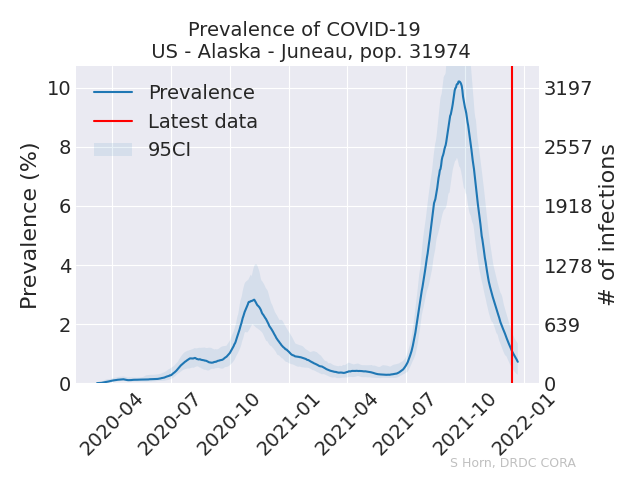 Prevalence of COVID-19
US - Alaska - Juneau, pop. 31974
Prevalence
Latest data
95CI
Prevalence (%)
10
8
6
4
2
0
3197
2557
1918
1278
639
0
# of infections
2020-04
2020-07
2020-10
2021-01
2021-04
2021-07
2021-10
2022-01
S Horn, DRDC CORA